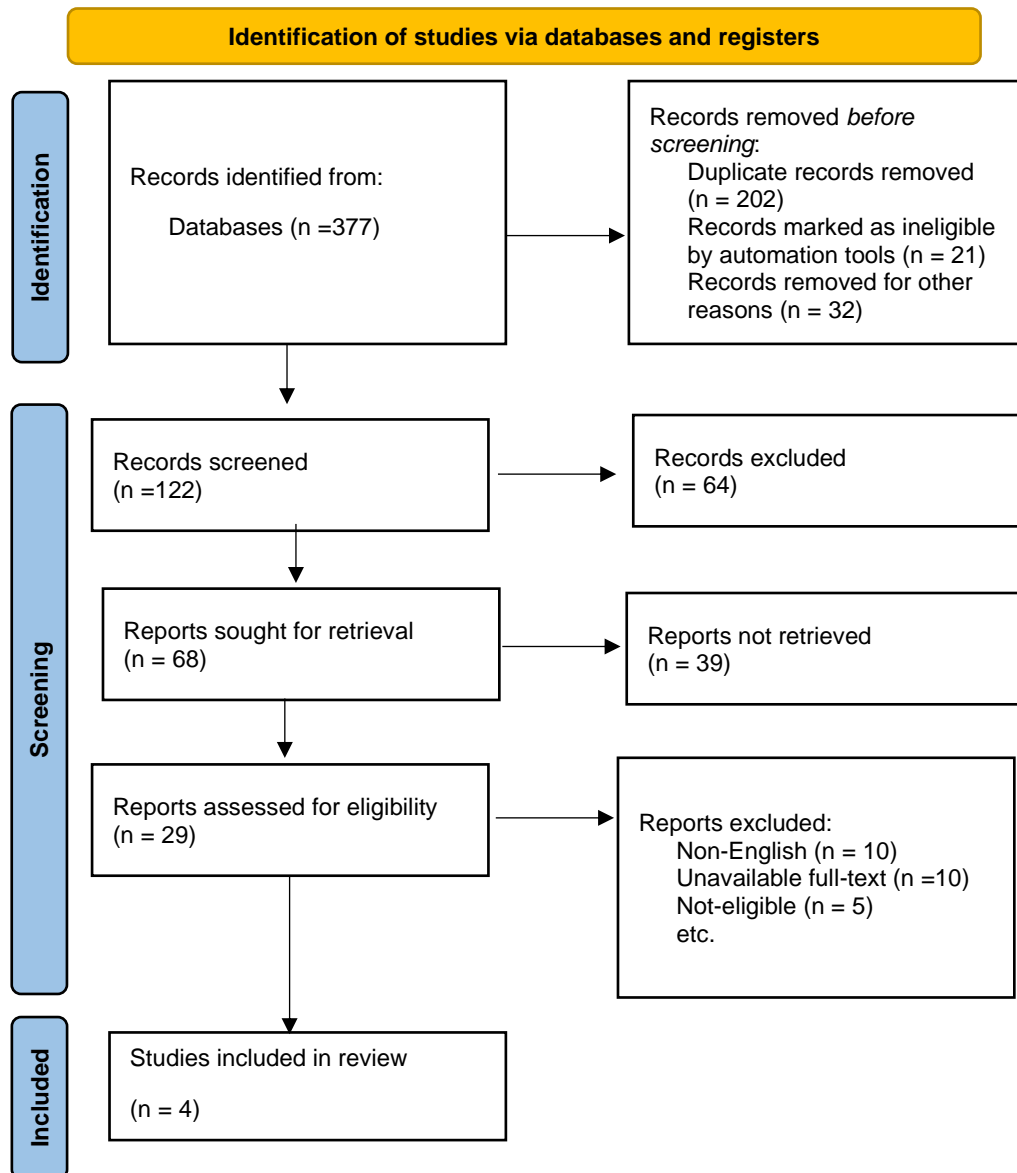 Identification of studies via databases and registers
Identification
Records identified from:
Databases (n =377)
Records removed before
screening:
Duplicate records removed
(n = 202)
Records marked as ineligible
by automation tools (n = 21)
Records removed for other
reasons (n = 32)
Screening
Records screened
(n =122)
Records excluded
(n = 64)
Reports sought for retrieval
(n = 68)
Reports not retrieved
(n = 39)
Reports assessed for eligibility
(n = 29)
Reports excluded:
Non-English (n = 10)
Unavailable full-text (n =10)
Not-eligible (n = 5)
etc.
Included
Studies included in review
(n = 4)